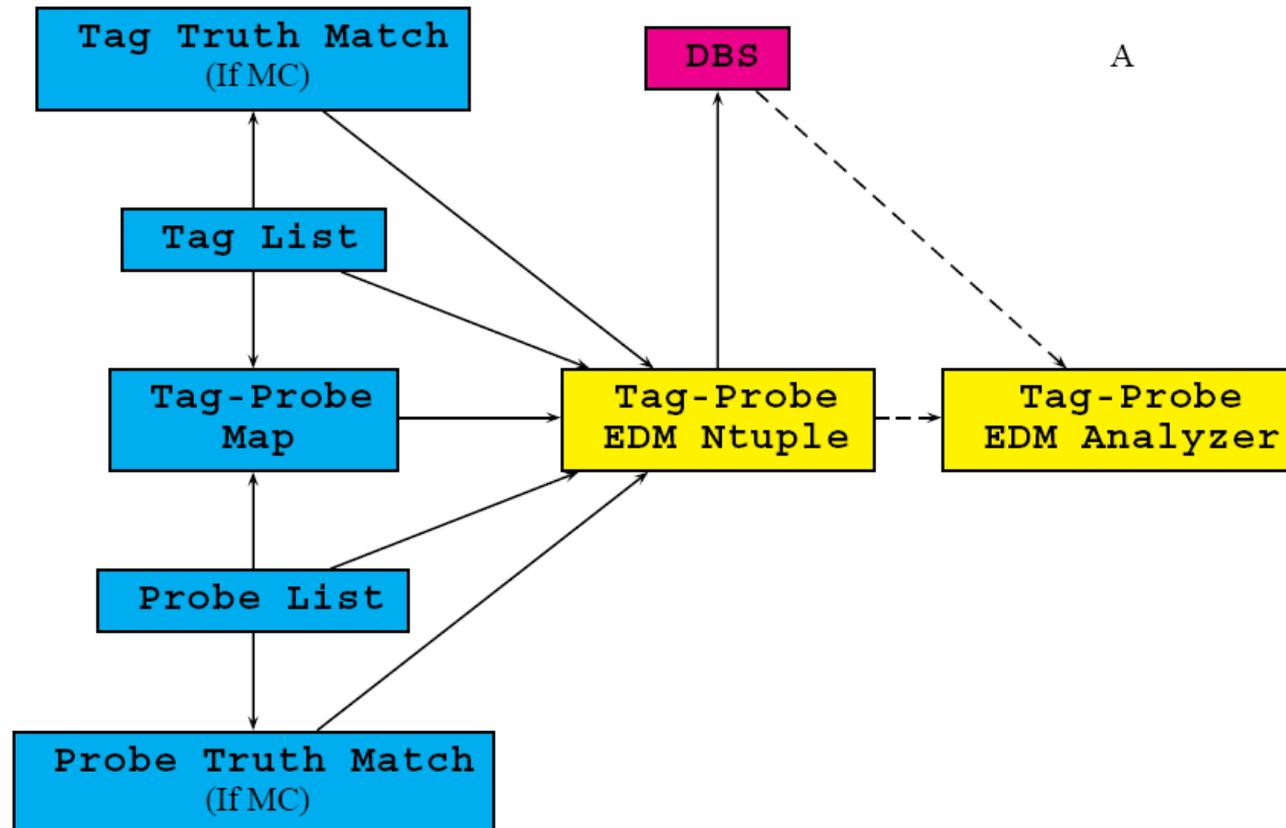 Tag Truth Match
(If MC)
DBS
A
Tag List
Tag-Probe
Map
Tag-Probe
EDM Ntuple
Tag-Probe
EDM Analyzer
Probe List
Probe Truth Match
(If MC)